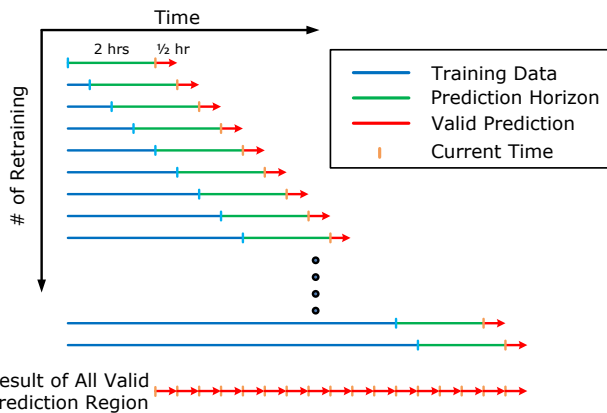 Time
2 hrs
½ hr
# of Retraining
Training Data
Prediction Horizon
Valid Prediction
Current Time
esult of All Valid
rediction Region